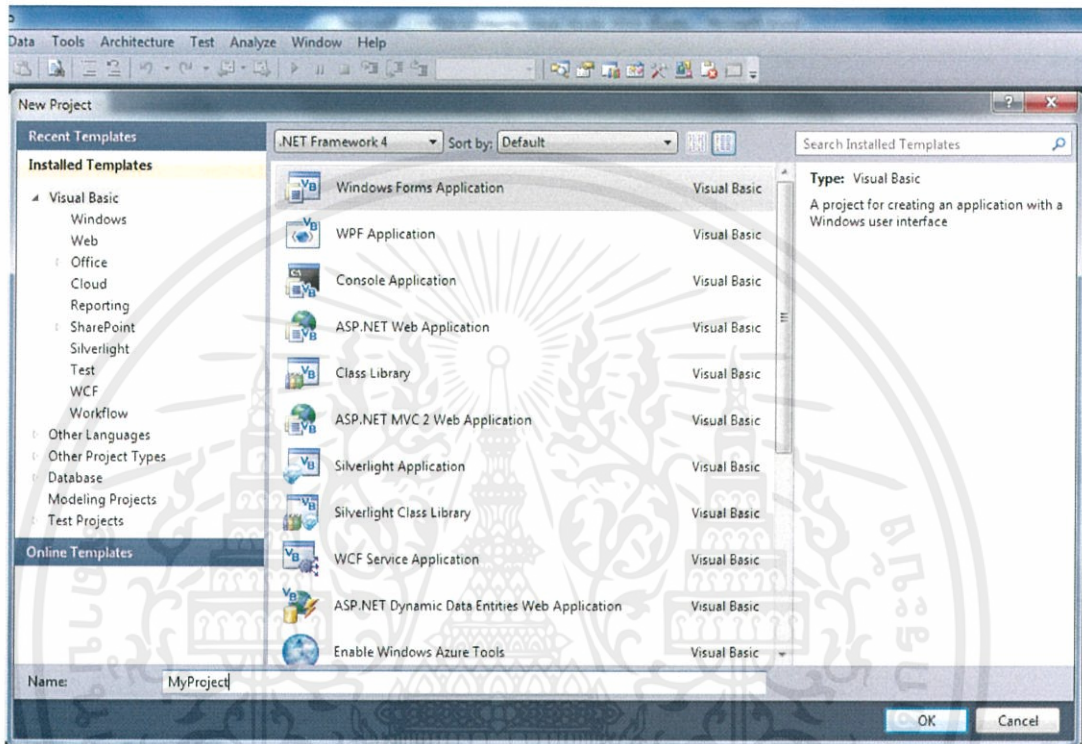 Data Tools Architecture Test Analyze Window Help
New Project
Recent Templates
Installed Templates
Visual Basic
Windows
Web
Office
Cloud
Reporting
SharePoint
Silverlight
Test
WCF
Workflow
Other Languages
Other Project Types
Database
Modeling Projects
Test Projects
Online Templates
.NET Framework 4 Sort by: Default
Windows Forms Application Visual Basic
WPF Application Visual Basic
Console Application Visual Basic
ASP.NET Web Application Visual Basic
Class Library Visual Basic
ASP.NET MVC 2 Web Application Visual Basic
Silverlight Application Visual Basic
Silverlight Class Library Visual Basic
WCF Service Application Visual Basic
ASP.NET Dynamic Data Entities Web Application Visual Basic
Enable Windows Azure Tools Visual Basic
Search Installed Templates
Type: Visual Basic
A project for creating an application with a
Windows user interface
Name: MyProject
OK Cancel